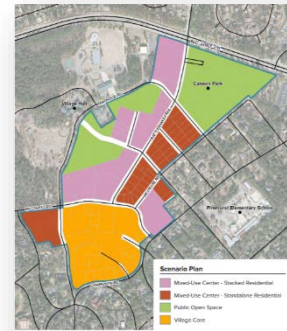 Cannon Park
Village Hall
Pinehurst Elementary School
Scenario Plan
Mixed-Use Center - Stacked Residential
Mixed-Use Center - Standalone Residential
Public Open Space
Village Core